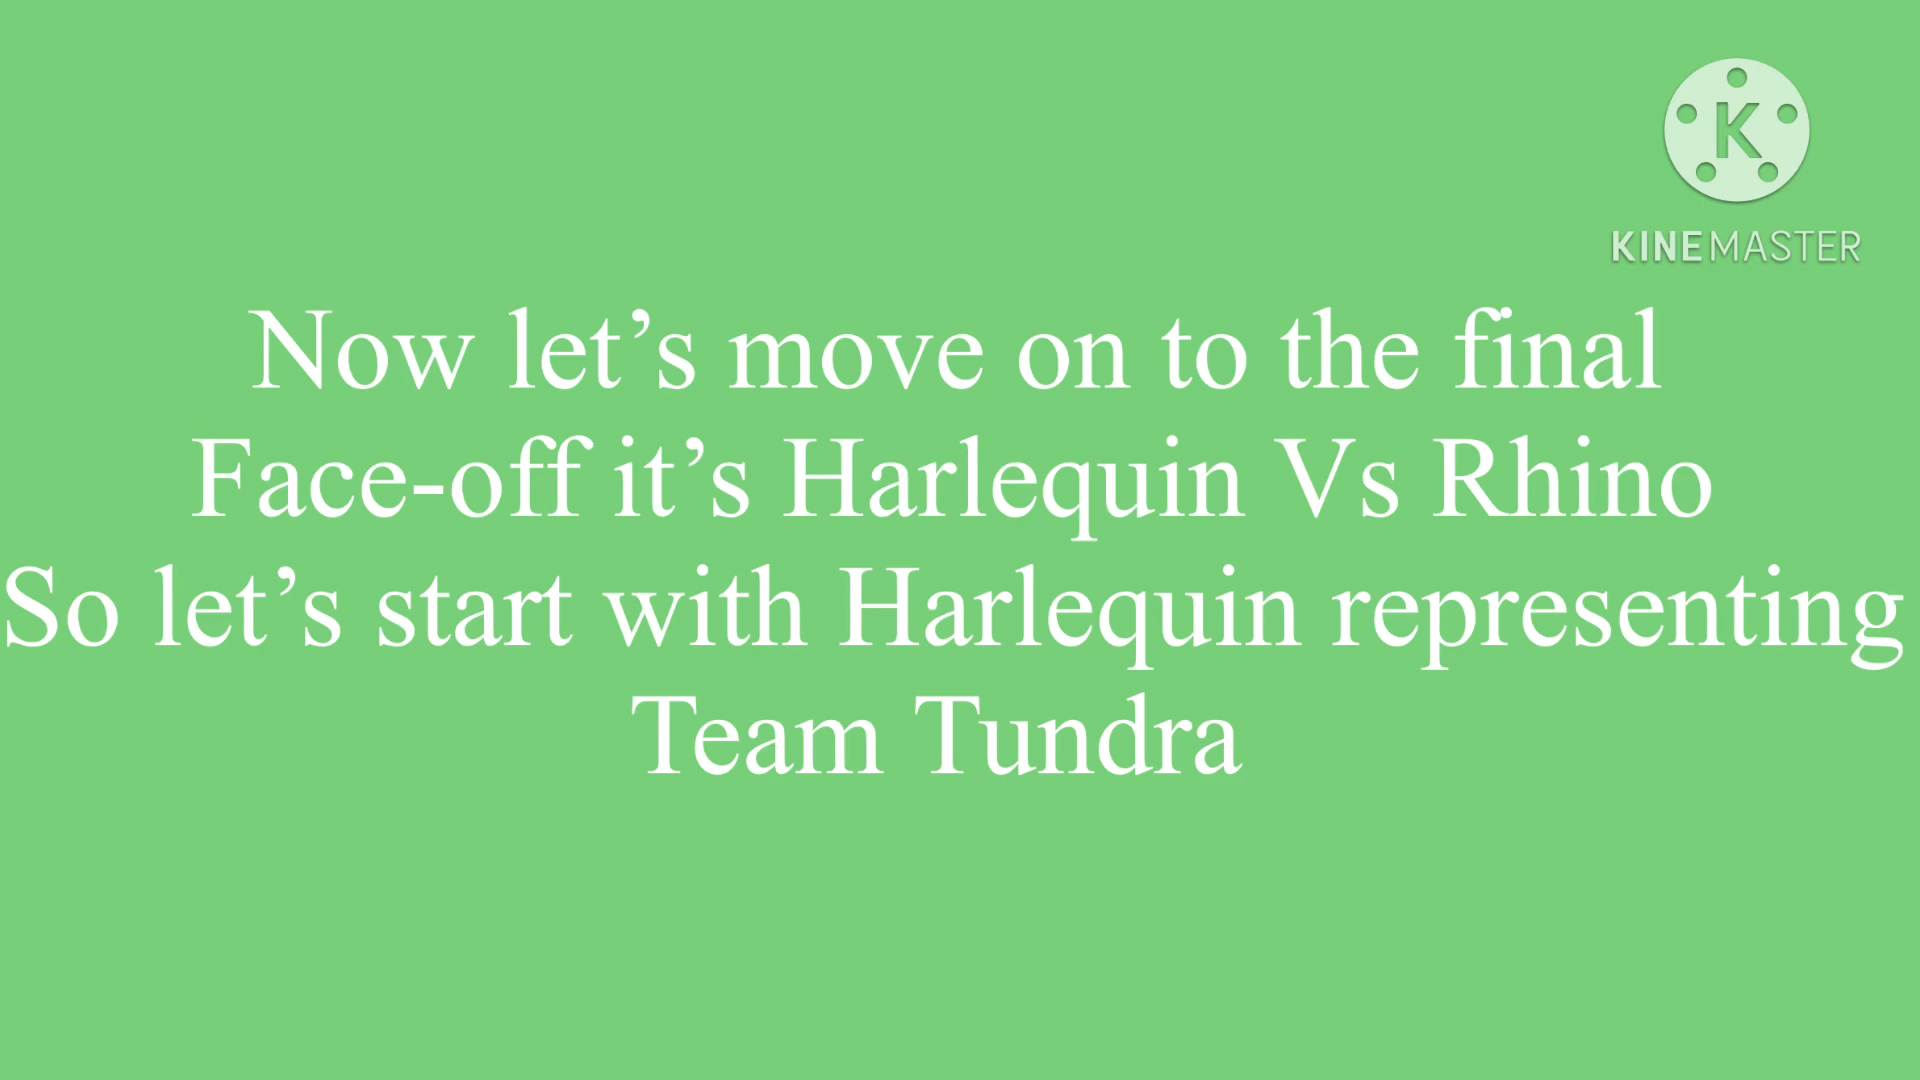 K
KINEMASTER
Now let’s move on to the final
Face-off it’s Harlequin Vs Rhino
So let’s start with Harlequin representing
Team Tundra